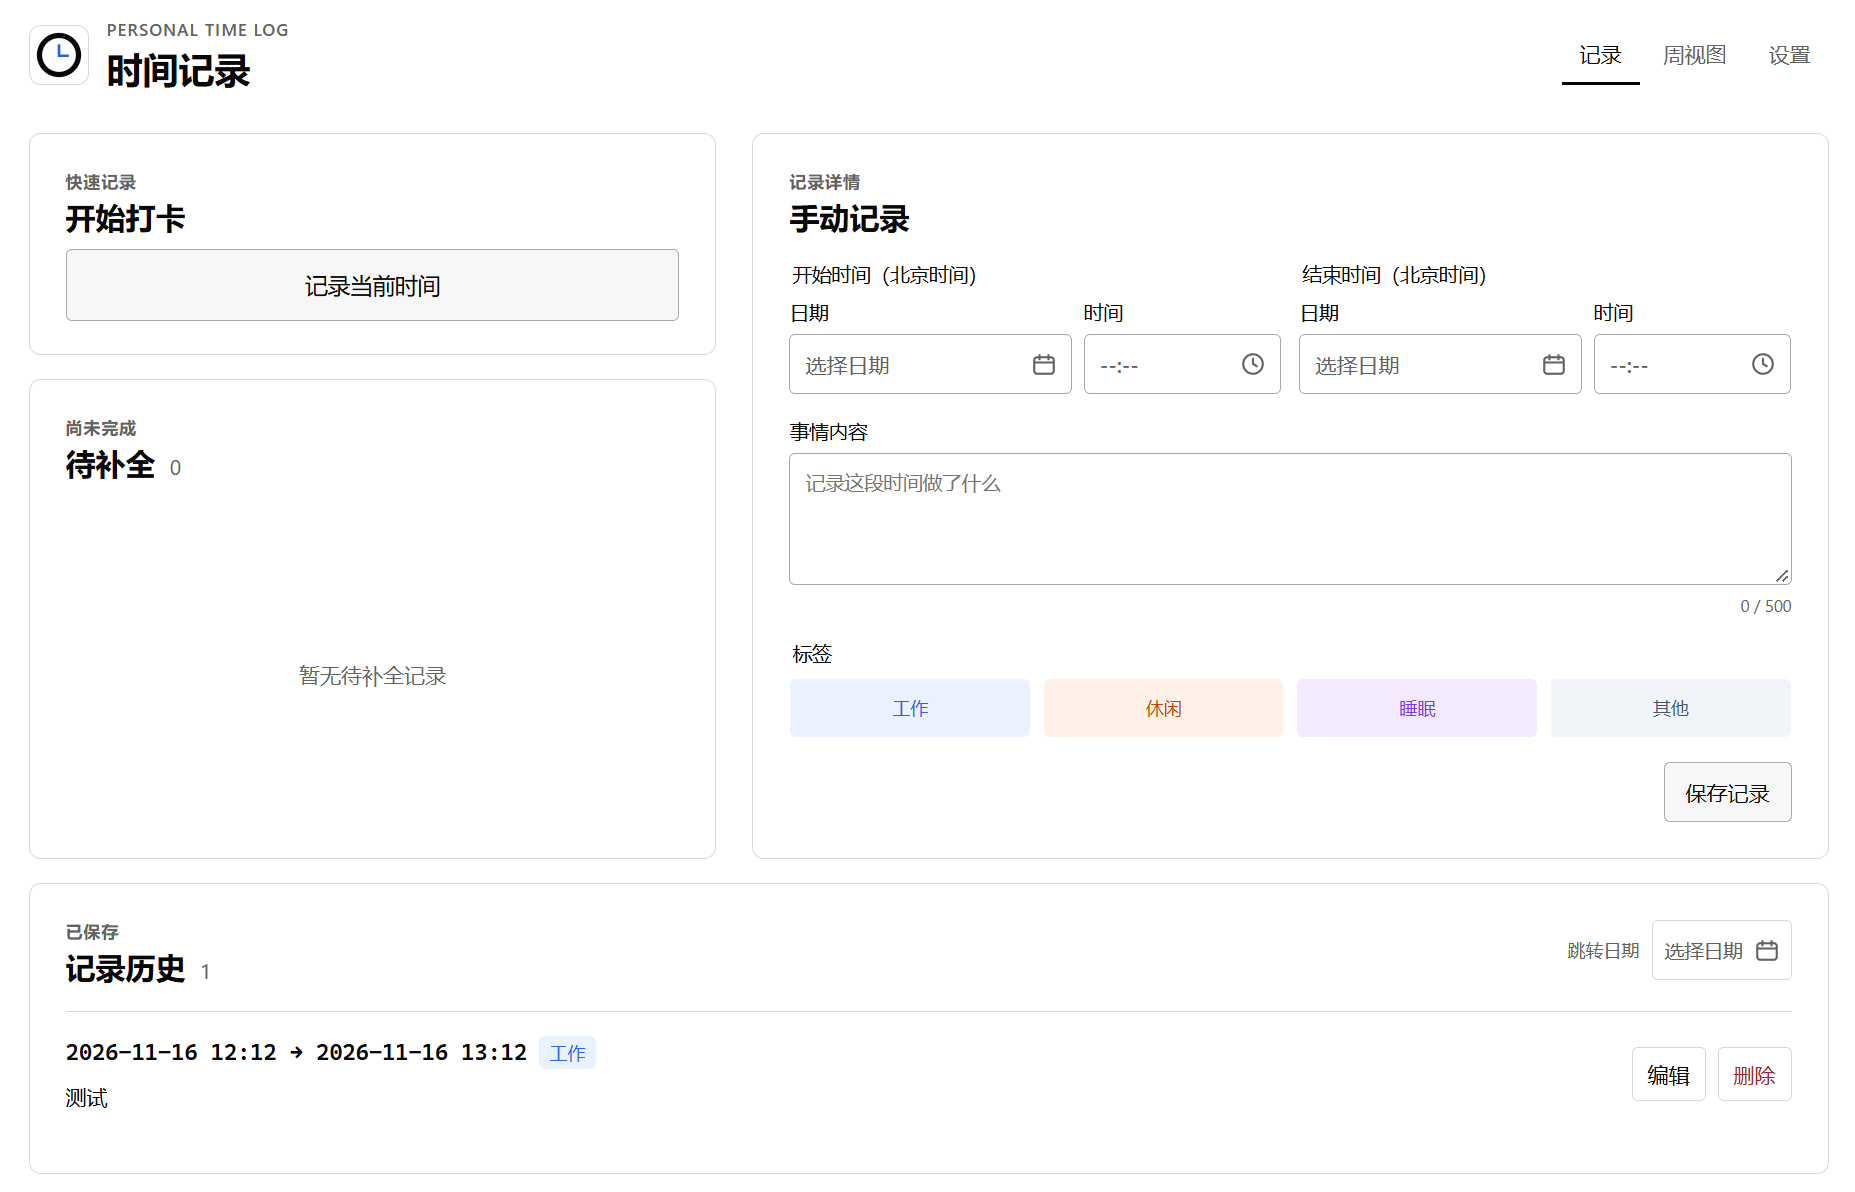 PERSONAL TIME LOG
时间记录
记录 周视图 设置
快速记录
开始打卡
记录当前时间
尚未完成
待补全 0
暂无待补全记录
记录详情
手动记录
开始时间（北京时间）
日期 时间
选择日期 --:--
结束时间（北京时间）
日期 时间
选择日期 --:--
事情内容
记录这段时间做了什么
0 / 500
标签
工作 休闲 睡眠 其他
保存记录
已保存
记录历史 1
跳转日期 选择日期
2026-11-16 12:12 → 2026-11-16 13:12 工作
测试
编辑 删除